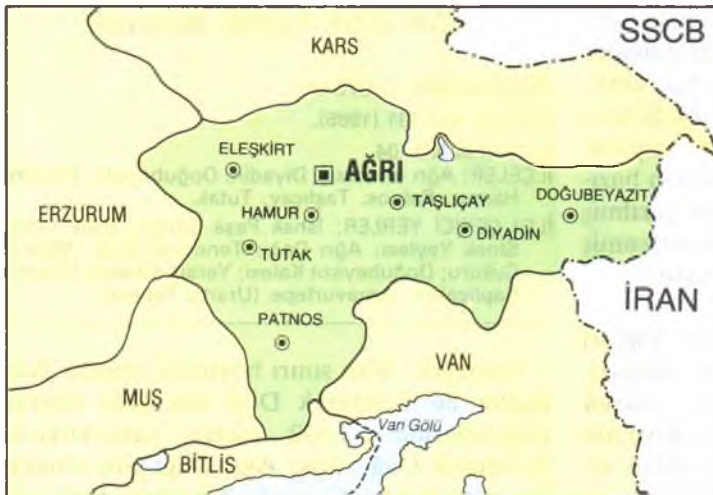 SSCB
KARS
ELEŞKİRT
AĞRI
TAŞLIÇAY
DOĞUBEYAZIT
HAMUR
DİYADİN
ERZURUM
TUTAK
İRAN
PATNOS
VAN
MUŞ
Van Gölü
BİTLİS